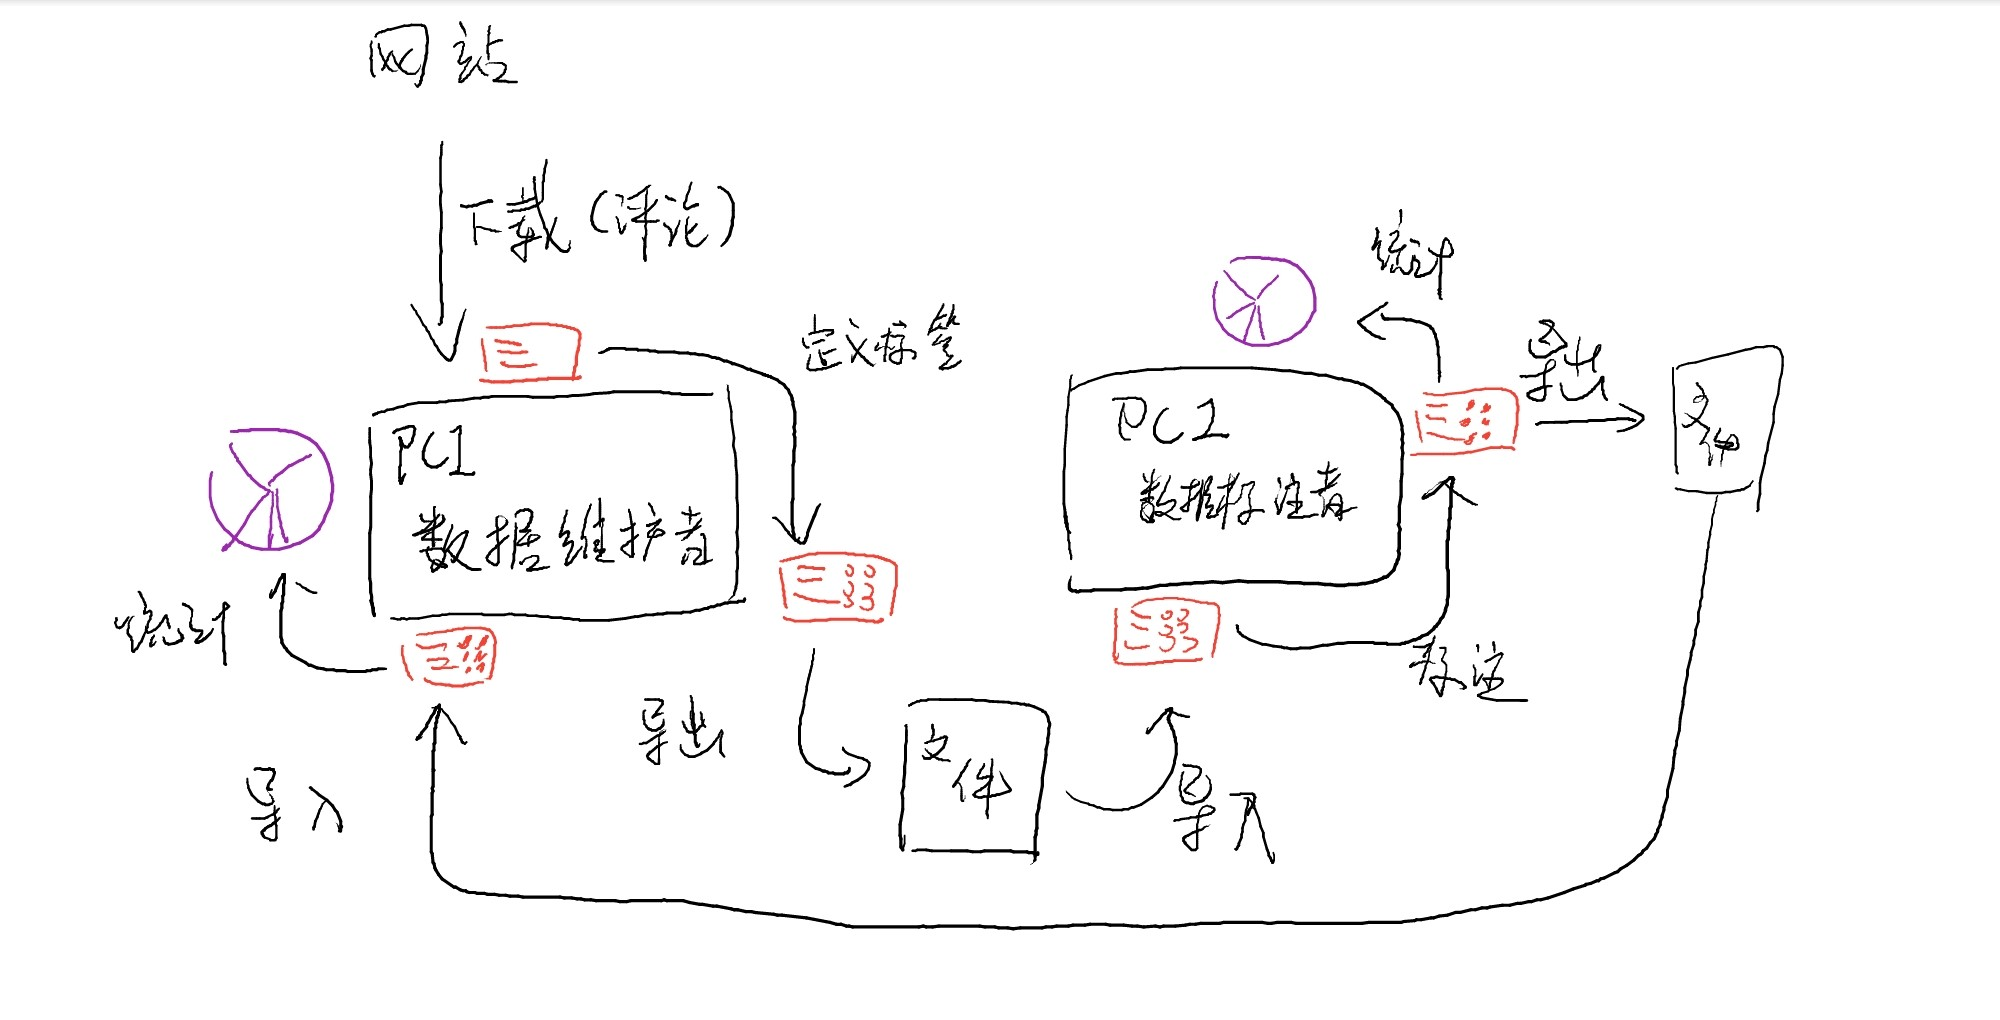 网站
下载(评论)
定义标签
PC1
数据维护者
统计
导入
导出
文件
导入
PC2
数据标注者
标注
统计
导出
文件